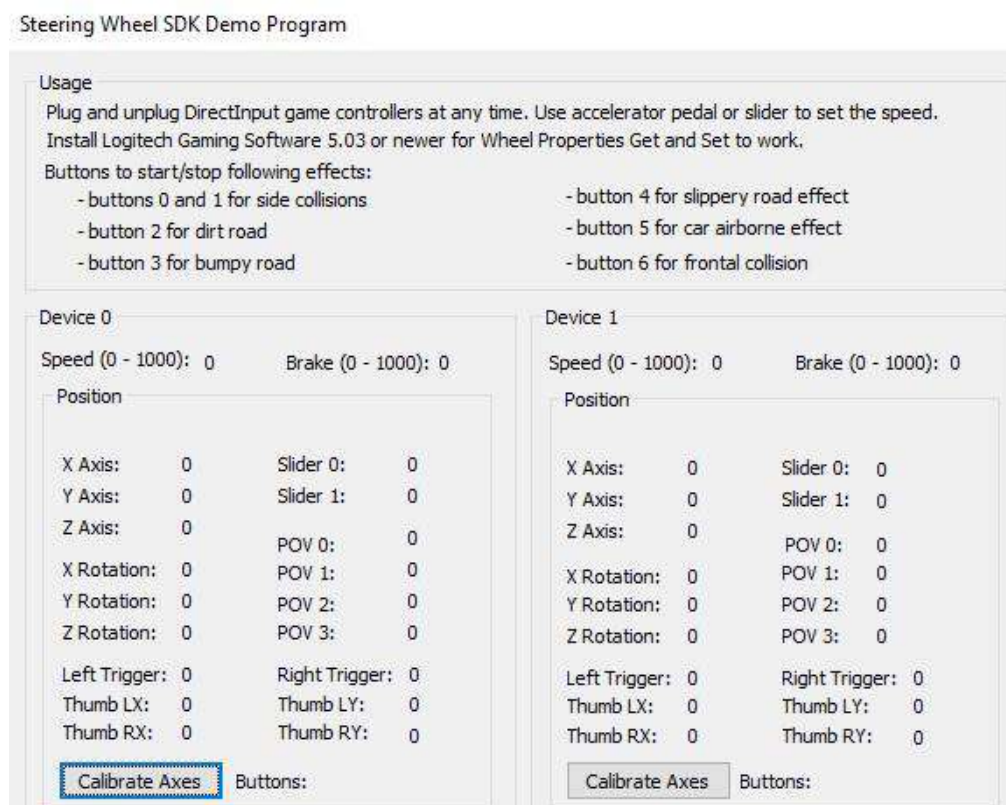 Steering Wheel SDK Demo Program
Usage
Plug and unplug DirectInput game controllers at any time. Use accelerator pedal or slider to set the speed.
Install Logitech Gaming Software 5.03 or newer for Wheel Properties Get and Set to work.
Buttons to start/stop following effects:
- buttons 0 and 1 for side collisions
- button 2 for dirt road
- button 3 for bumpy road
- button 4 for slippery road effect
- button 5 for car airborne effect
- button 6 for frontal collision
Device 0
Speed (0 - 1000): 0 Brake (0 - 1000): 0
Position
X Axis: 0 Slider 0: 0
Y Axis: 0 Slider 1: 0
Z Axis: 0 POV 0: 0
X Rotation: 0 POV 1: 0
Y Rotation: 0 POV 2: 0
Z Rotation: 0 POV 3: 0
Left Trigger: 0 Right Trigger: 0
Thumb LX: 0 Thumb LY: 0
Thumb RX: 0 Thumb RY: 0
Calibrate Axes Buttons:
Device 1
Speed (0 - 1000): 0 Brake (0 - 1000): 0
Position
X Axis: 0 Slider 0: 0
Y Axis: 0 Slider 1: 0
Z Axis: 0 POV 0: 0
X Rotation: 0 POV 1: 0
Y Rotation: 0 POV 2: 0
Z Rotation: 0 POV 3: 0
Left Trigger: 0 Right Trigger: 0
Thumb LX: 0 Thumb LY: 0
Thumb RX: 0 Thumb RY: 0
Calibrate Axes Buttons: